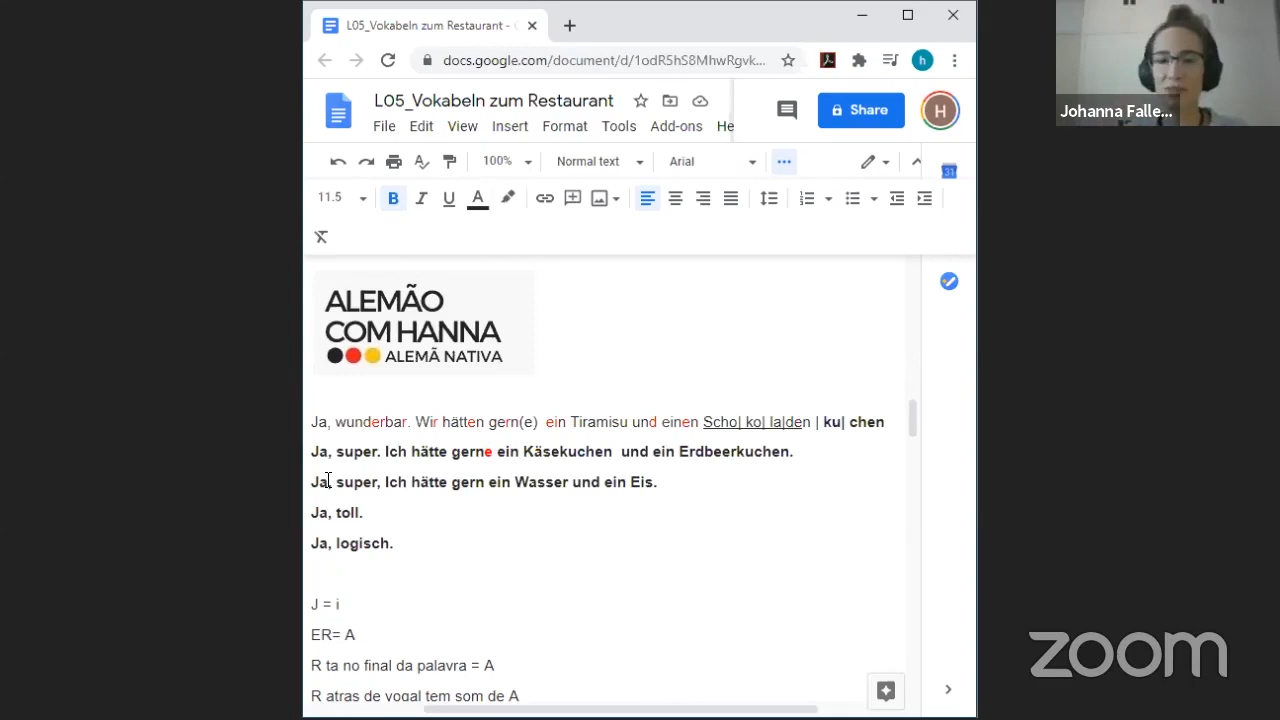 L05_Vokabeln zum Restaurant -
docs.google.com/document/d/1odR5hS8MhwRgvk...
h
L05_Vokabeln zum Restaurant
File Edit View Insert Format Tools Add-ons He
Share
H
100% Normal text Arial
31
11.5 B I U A
ALEMÃO
COM HANNA
ALEMÃ NATIVA
Ja, wunderbar. Wir hätten gern(e) ein Tiramisu und einen Scho| ko| la|den | ku| chen
Ja, super. Ich hätte gerne ein Käsekuchen und ein Erdbeerkuchen.
Ja, super, Ich hätte gern ein Wasser und ein Eis.
Ja, toll.
Ja, logisch.
J = i
ER= A
R ta no final da palavra = A
R atras de vogal tem som de A
Johanna Falle...
zoom